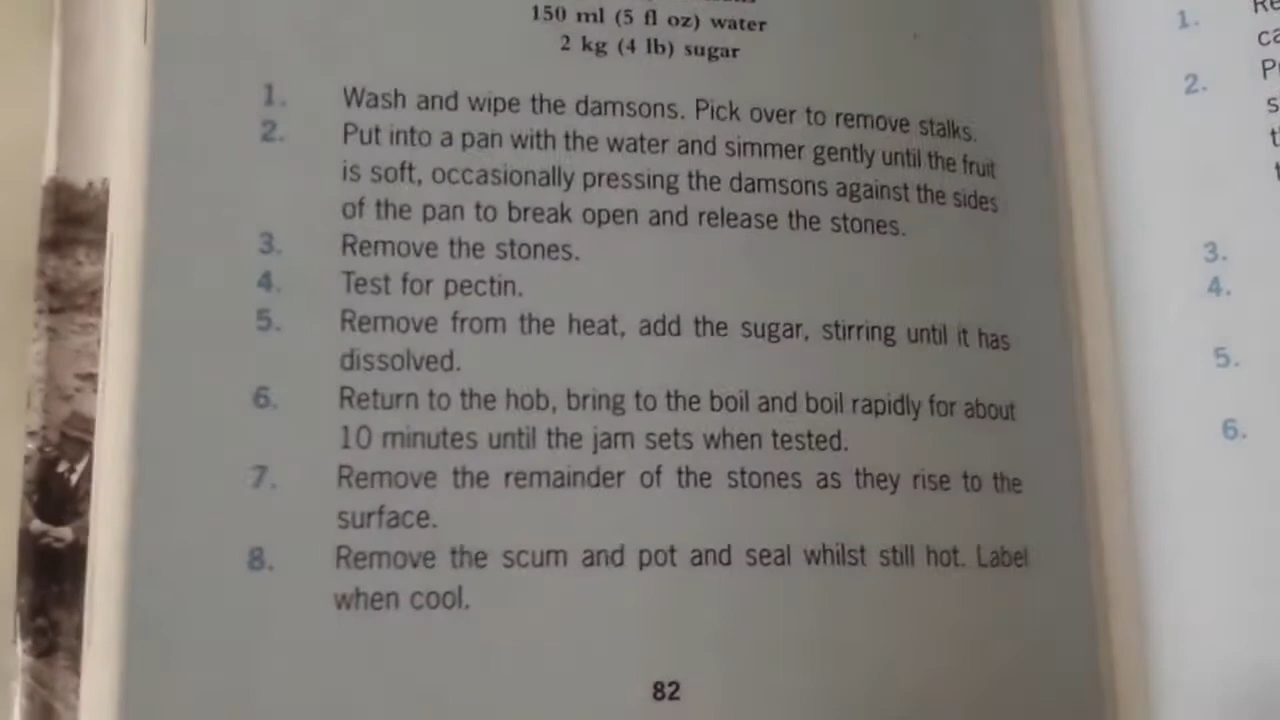 150 ml (5 fl oz) water
2 kg (4 lb) sugar
1. Wash and wipe the damsons. Pick over to remove stalks.
2. Put into a pan with the water and simmer gently until the fruit
is soft, occasionally pressing the damsons against the sides
of the pan to break open and release the stones.
3. Remove the stones.
4. Test for pectin.
5. Remove from the heat, add the sugar, stirring until it has
dissolved.
6. Return to the hob, bring to the boil and boil rapidly for about
10 minutes until the jam sets when tested.
7. Remove the remainder of the stones as they rise to the
surface.
8. Remove the scum and pot and seal whilst still hot. Label
when cool.
82
1.
2.
3.
4.
5.
6.